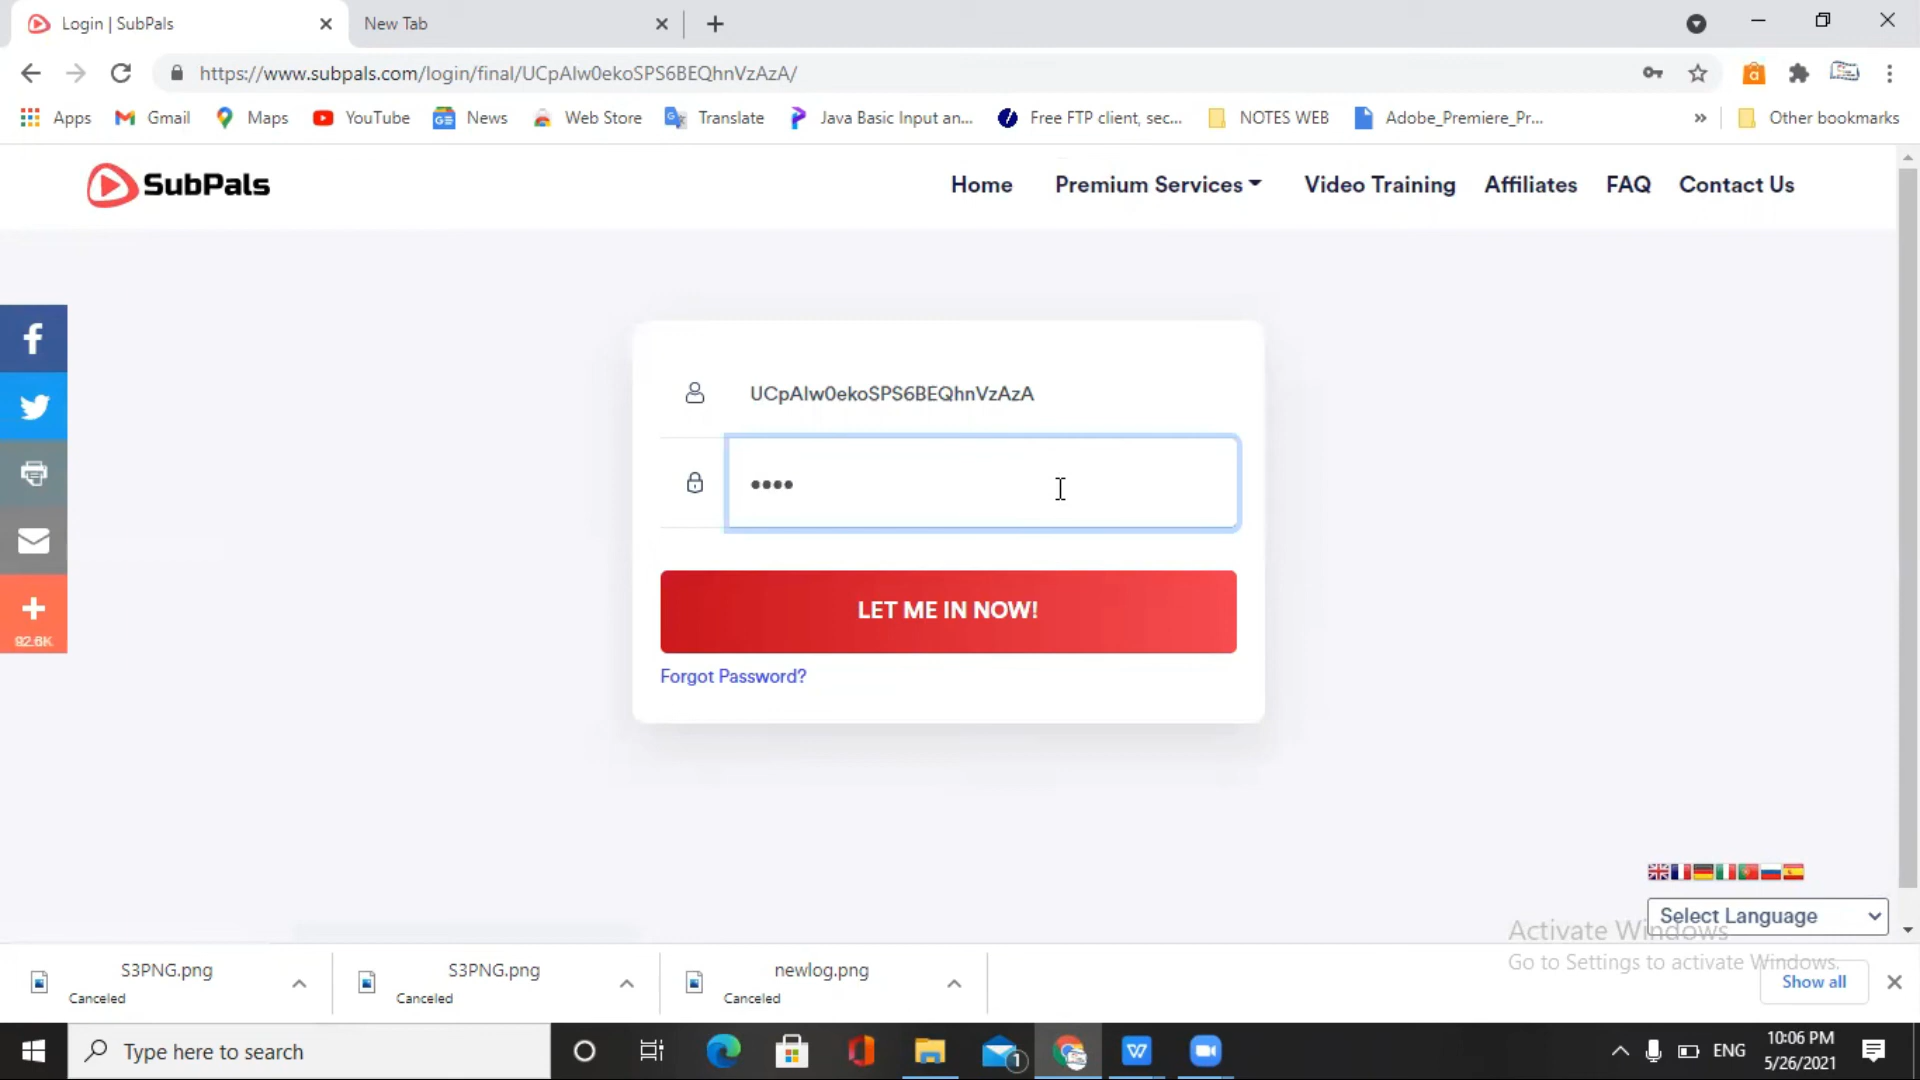 Login | SubPals
New Tab
https://www.subpals.com/login/final/UCpAlw0ekoSPS6BEQhnVzAzA/
Apps
Gmail
Maps
YouTube
News
Web Store
Translate
Java Basic Input an...
Free FTP client, sec...
NOTES WEB
Adobe_Premiere_Pr...
»
Other bookmarks
SubPals
Home
Premium Services
Video Training
Affiliates
FAQ
Contact Us
UCpAlw0ekoSPS6BEQhnVzAzA
••••
LET ME IN NOW!
Forgot Password?
92.6K
Select Language
Activate Windows
Go to Settings to activate Windows.
S3PNG.png
Canceled
S3PNG.png
Canceled
newlog.png
Canceled
Show all
Type here to search
1
ENG
10:06 PM
5/26/2021